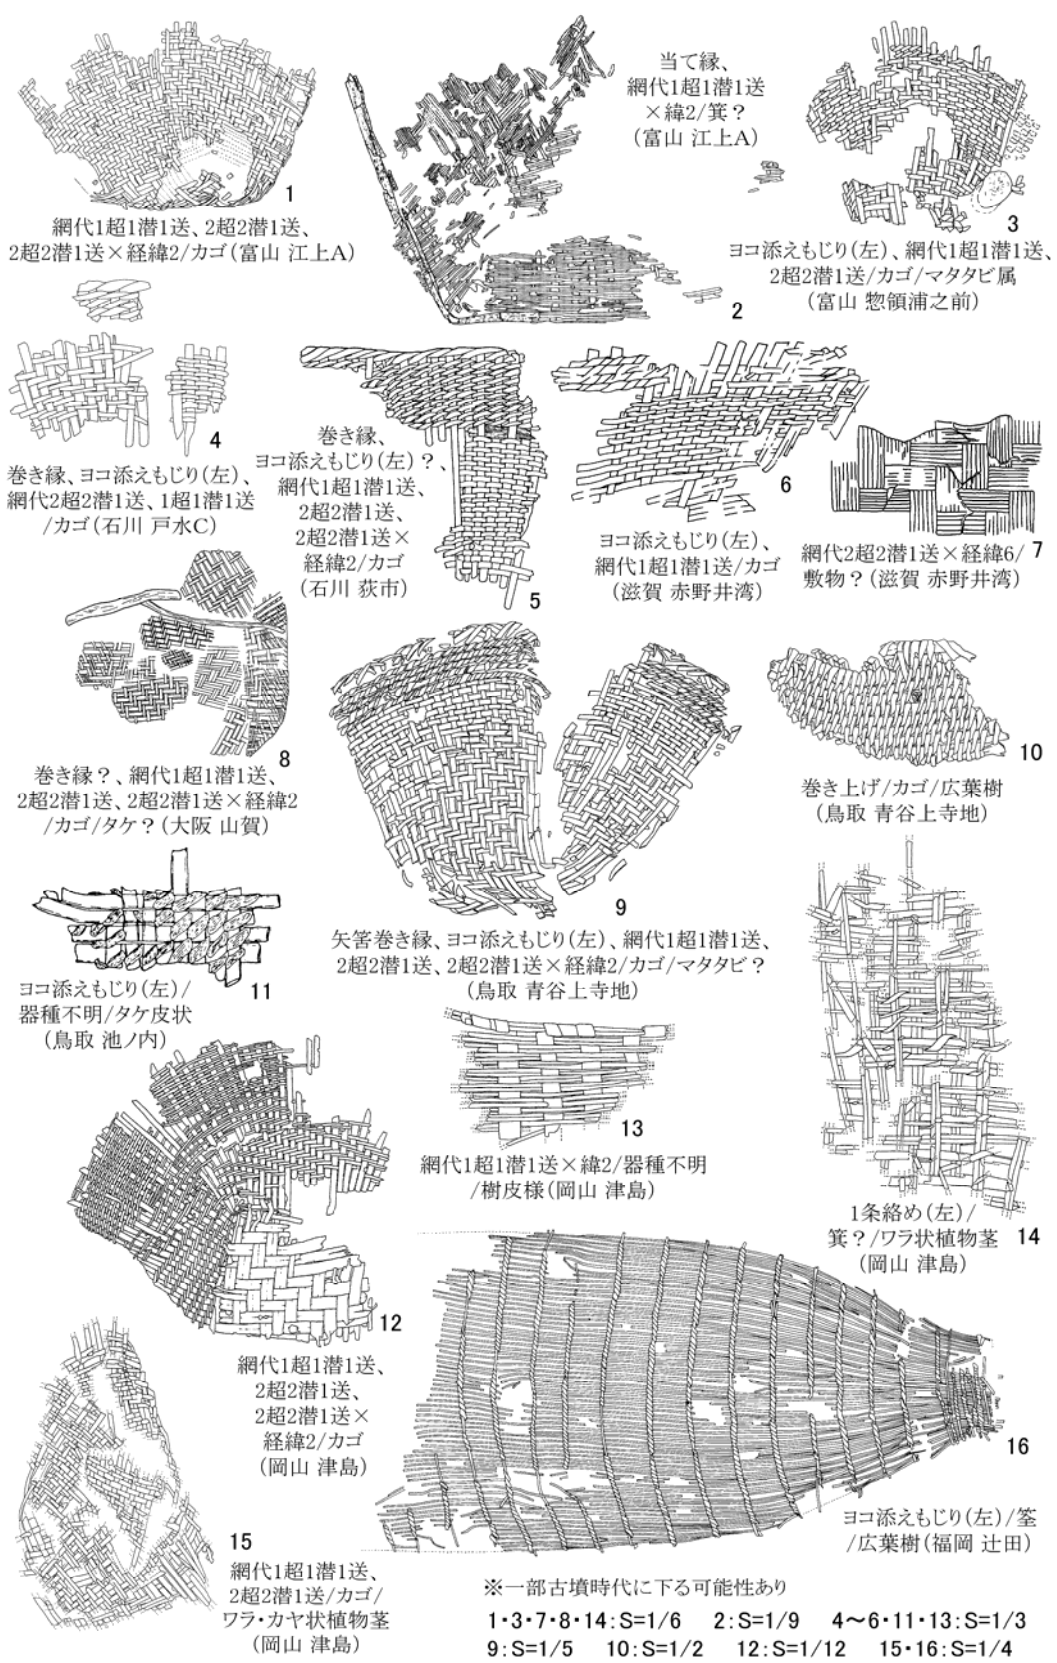 1
網代1超1潜1送、2超2潜1送、
2超2潜1送×経緯2/カゴ(富山 江上A)
当て縁、
網代1超1潜1送
×緯2/箕?
(富山 江上A)
2
3
ヨコ添えもじり(左)、網代1超1潜1送、
2超2潜1送/カゴ/マタタビ属
(富山 惣領浦之前)
4
巻き縁、ヨコ添えもじり(左)、
網代2超2潜1送、1超1潜1送
/カゴ(石川 戸水C)
巻き縁、
ヨコ添えもじり(左)?、
網代1超1潜1送、
2超2潜1送、
2超2潜1送×
経緯2/カゴ
(石川 荻市)
5
6
ヨコ添えもじり(左)、
網代1超1潜1送/カゴ
(滋賀 赤野井湾)
7
網代2超2潜1送×経緯6/
敷物?(滋賀 赤野井湾)
8
巻き縁?、網代1超1潜1送、
2超2潜1送、2超2潜1送×経緯2
/カゴ/タケ?(大阪 山賀)
9
矢筈巻き縁、ヨコ添えもじり(左)、網代1超1潜1送、
2超2潜1送、2超2潜1送×経緯2/カゴ/マタタビ?
(鳥取 青谷上寺地)
10
巻き上げ/カゴ/広葉樹
(鳥取 青谷上寺地)
11
ヨコ添えもじり(左)/
器種不明/タケ皮状
(鳥取 池ノ内)
12
網代1超1潜1送、
2超2潜1送、
2超2潜1送×
経緯2/カゴ
(岡山 津島)
13
網代1超1潜1送×緯2/器種不明
/樹皮様(岡山 津島)
1条絡め(左)/
箕?/ワラ状植物茎
(岡山 津島)
14
15
網代1超1潜1送、
2超2潜1送/カゴ/
ワラ・カヤ状植物茎
(岡山 津島)
16
ヨコ添えもじり(左)/筌
/広葉樹(福岡 辻田)
※一部古墳時代に下る可能性あり
1・3・7・8・14:S=1/6 2:S=1/9 4~6・11・13:S=1/3
9:S=1/5 10:S=1/2 12:S=1/12 15・16:S=1/4